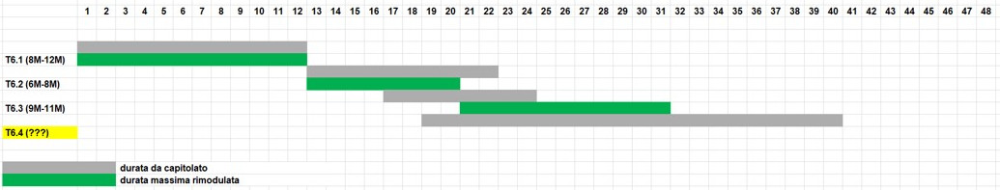 1 2 3 4 5 6 7 8 9 10 11 12 13 14 15 16 17 18 19 20 21 22 23 24 25 26 27 28 29 30 31 32 33 34 35 36 37 38 39 40 41 42 43 44 45 46 47 48
T6.1 (8M-12M)
T6.2 (6M-8M)
T6.3 (9M-11M)
T6.4 (???)
durata da capitolato
durata massima rimodulata